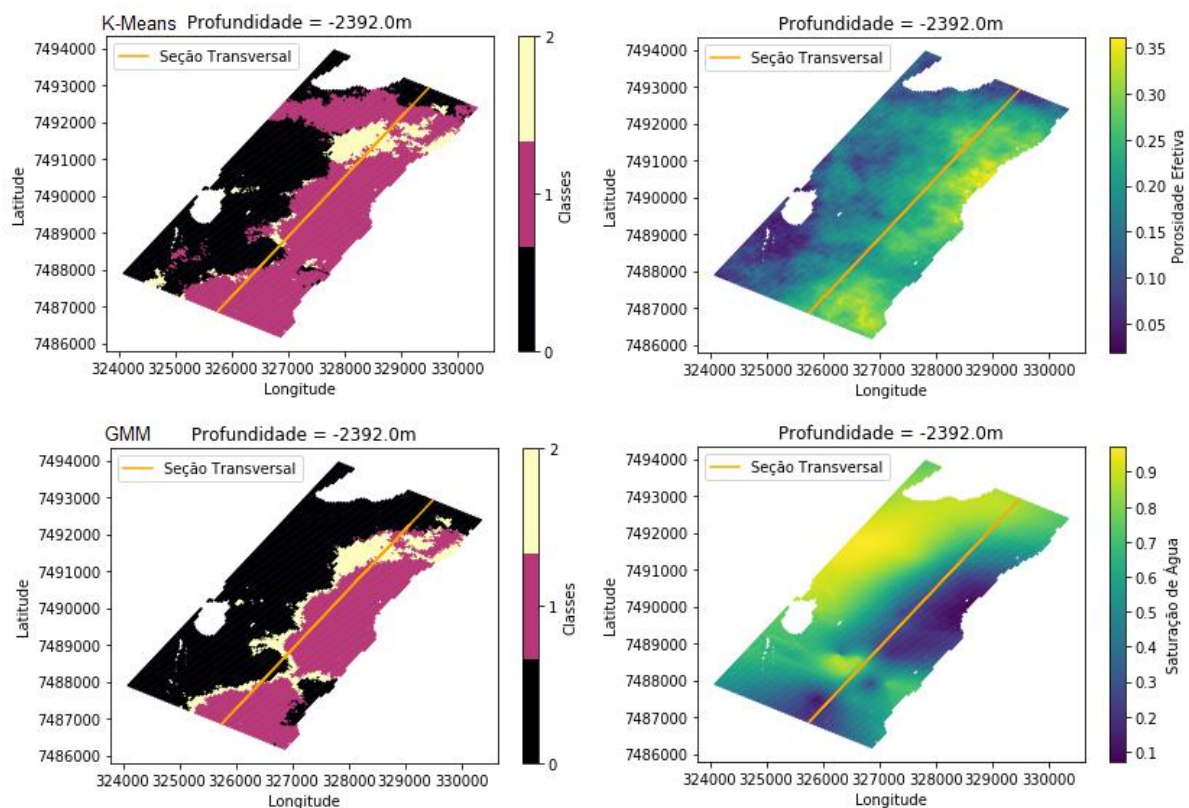 K-Means Profundidade = -2392.0m
Seção Transversal
7494000
7493000
7492000
7491000
7490000
7489000
7488000
7487000
7486000
Latitude
324000 325000 326000 327000 328000 329000 330000
Longitude
2
1
0
Classes
Profundidade = -2392.0m
Seção Transversal
7494000
7493000
7492000
7491000
7490000
7489000
7488000
7487000
7486000
Latitude
324000 325000 326000 327000 328000 329000 330000
Longitude
0.35
0.30
0.25
0.20
0.15
0.10
0.05
Porosidade Efetiva
GMM Profundidade = -2392.0m
Seção Transversal
7494000
7493000
7492000
7491000
7490000
7489000
7488000
7487000
7486000
Latitude
324000 325000 326000 327000 328000 329000 330000
Longitude
2
1
0
Classes
Profundidade = -2392.0m
Seção Transversal
7494000
7493000
7492000
7491000
7490000
7489000
7488000
7487000
7486000
Latitude
324000 325000 326000 327000 328000 329000 330000
Longitude
0.9
0.8
0.7
0.6
0.5
0.4
0.3
0.2
0.1
Saturação de Água